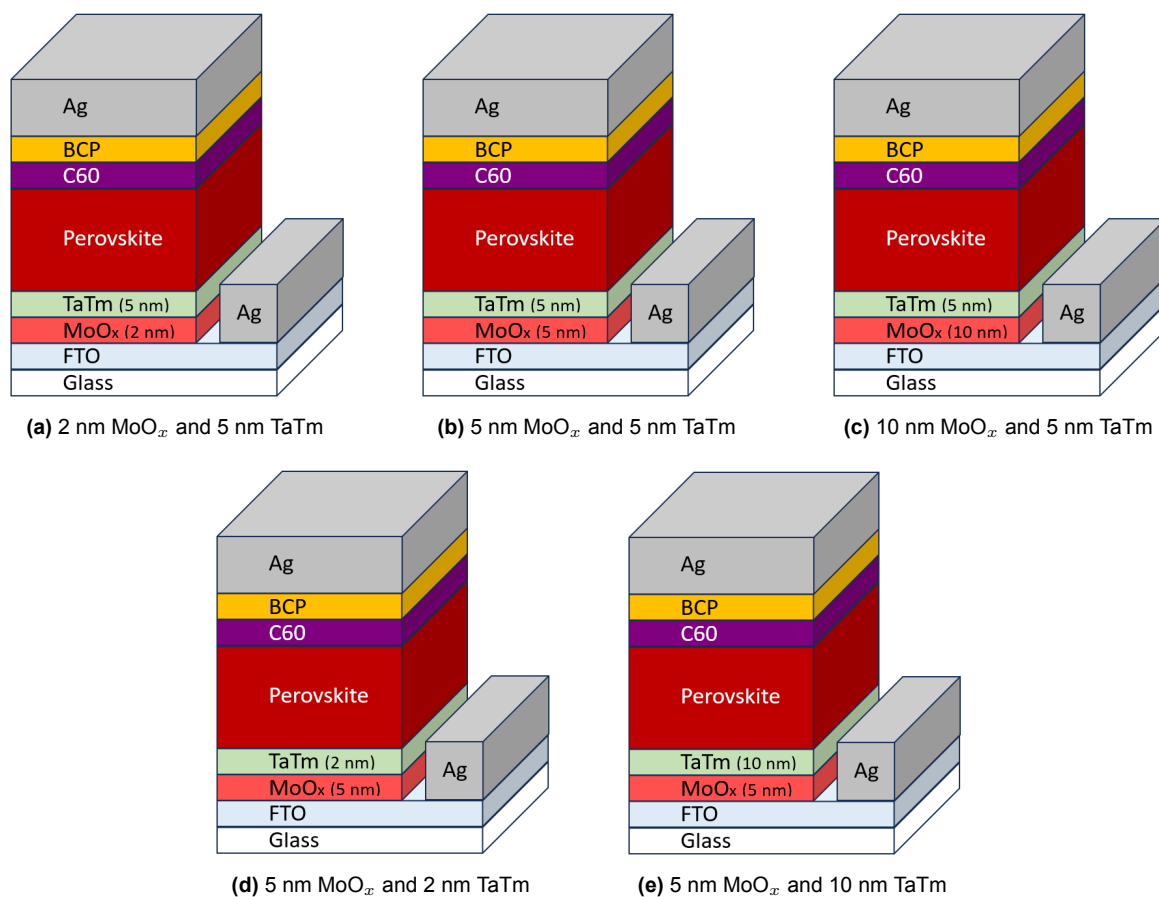 Ag
BCP
C60
Perovskite
TaTm (5 nm)
MoOx (2 nm)
Ag
FTO
Glass
(a) 2 nm MoOx and 5 nm TaTm
Ag
BCP
C60
Perovskite
TaTm (5 nm)
MoOx (5 nm)
Ag
FTO
Glass
(b) 5 nm MoOx and 5 nm TaTm
Ag
BCP
C60
Perovskite
TaTm (5 nm)
MoOx (10 nm)
Ag
FTO
Glass
(c) 10 nm MoOx and 5 nm TaTm
Ag
BCP
C60
Perovskite
TaTm (2 nm)
MoOx (5 nm)
Ag
FTO
Glass
(d) 5 nm MoOx and 2 nm TaTm
Ag
BCP
C60
Perovskite
TaTm (10 nm)
MoOx (5 nm)
Ag
FTO
Glass
(e) 5 nm MoOx and 10 nm TaTm